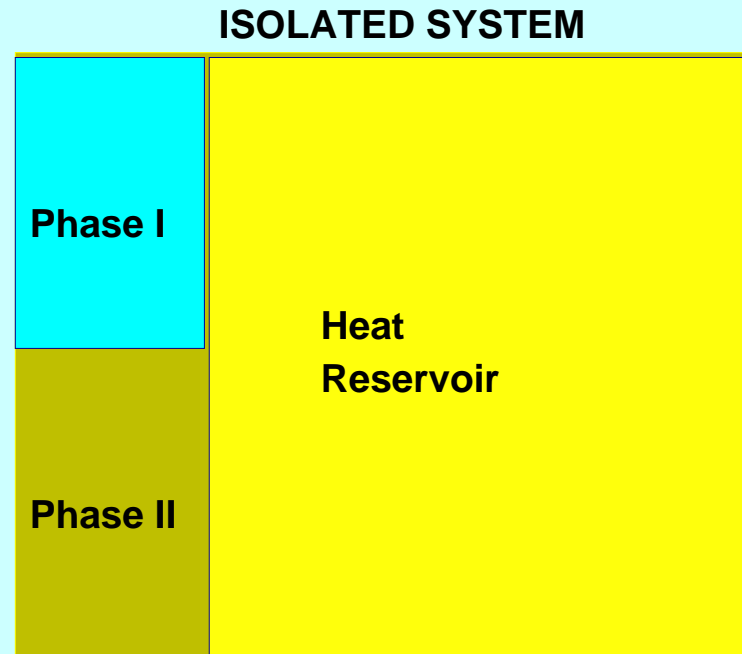 ISOLATED SYSTEM
Phase I
Heat
Reservoir
Phase II